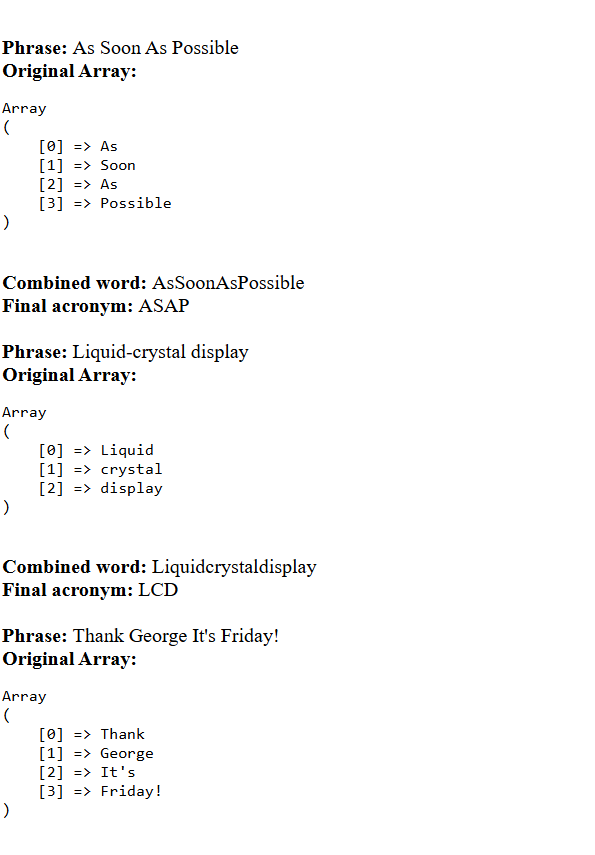 Phrase: As Soon As Possible
Original Array:
Array
(
[0] => As
[1] => Soon
[2] => As
[3] => Possible
)
Combined word: AsSoonAsPossible
Final acronym: ASAP
Phrase: Liquid-crystal display
Original Array:
Array
(
[0] => Liquid
[1] => crystal
[2] => display
)
Combined word: Liquidcrystaldisplay
Final acronym: LCD
Phrase: Thank George It's Friday!
Original Array:
Array
(
[0] => Thank
[1] => George
[2] => It's
[3] => Friday!
)